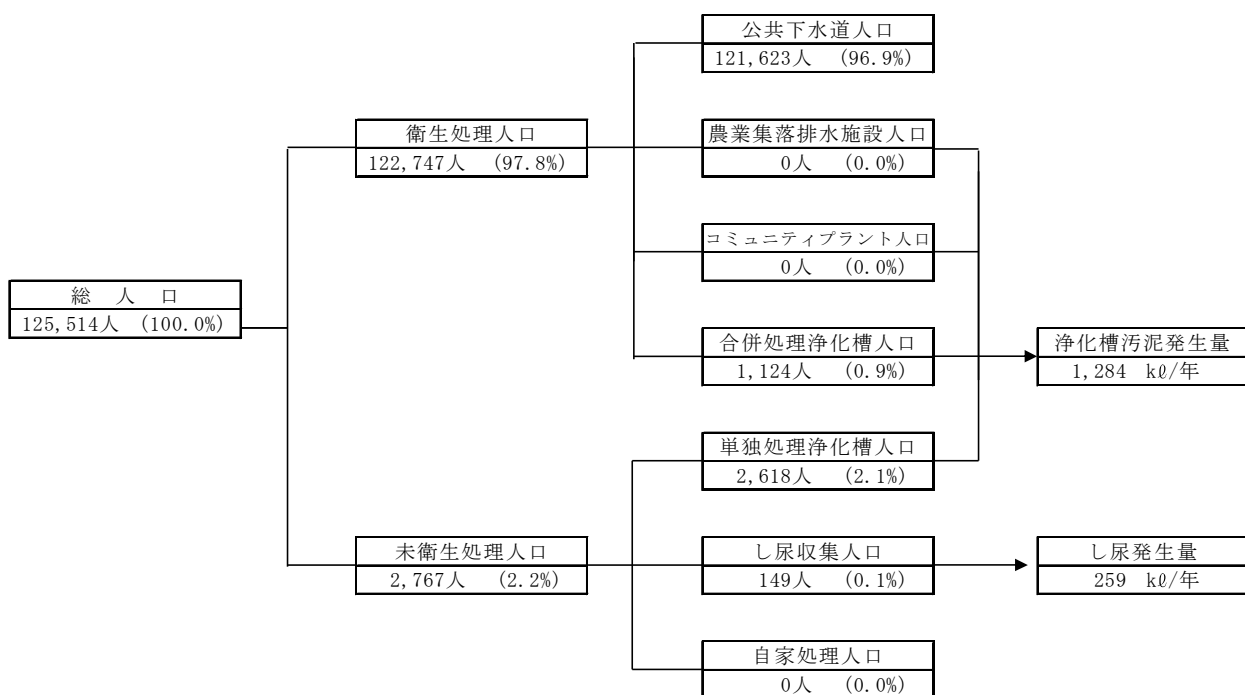 公共下水道人口
121,623人 (96.9%)
衛生処理人口
122,747人 (97.8%)
農業集落排水施設人口
0人 (0.0%)
コミュニティプラント人口
0人 (0.0%)
総 人 口
125,514人 (100.0%)
合併処理浄化槽人口
1,124人 (0.9%)
浄化槽汚泥発生量
1,284 kℓ/年
単独処理浄化槽人口
2,618人 (2.1%)
未衛生処理人口
2,767人 (2.2%)
し尿収集人口
149人 (0.1%)
し尿発生量
259 kℓ/年
自家処理人口
0人 (0.0%)